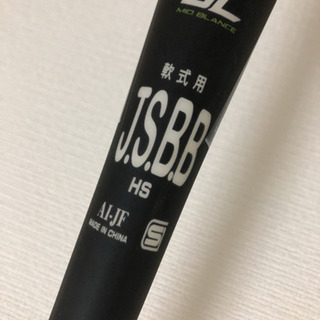 MID BLANCE
軟式用
J.S.B.B
HS
AI-JF
MADE IN CHINA
S